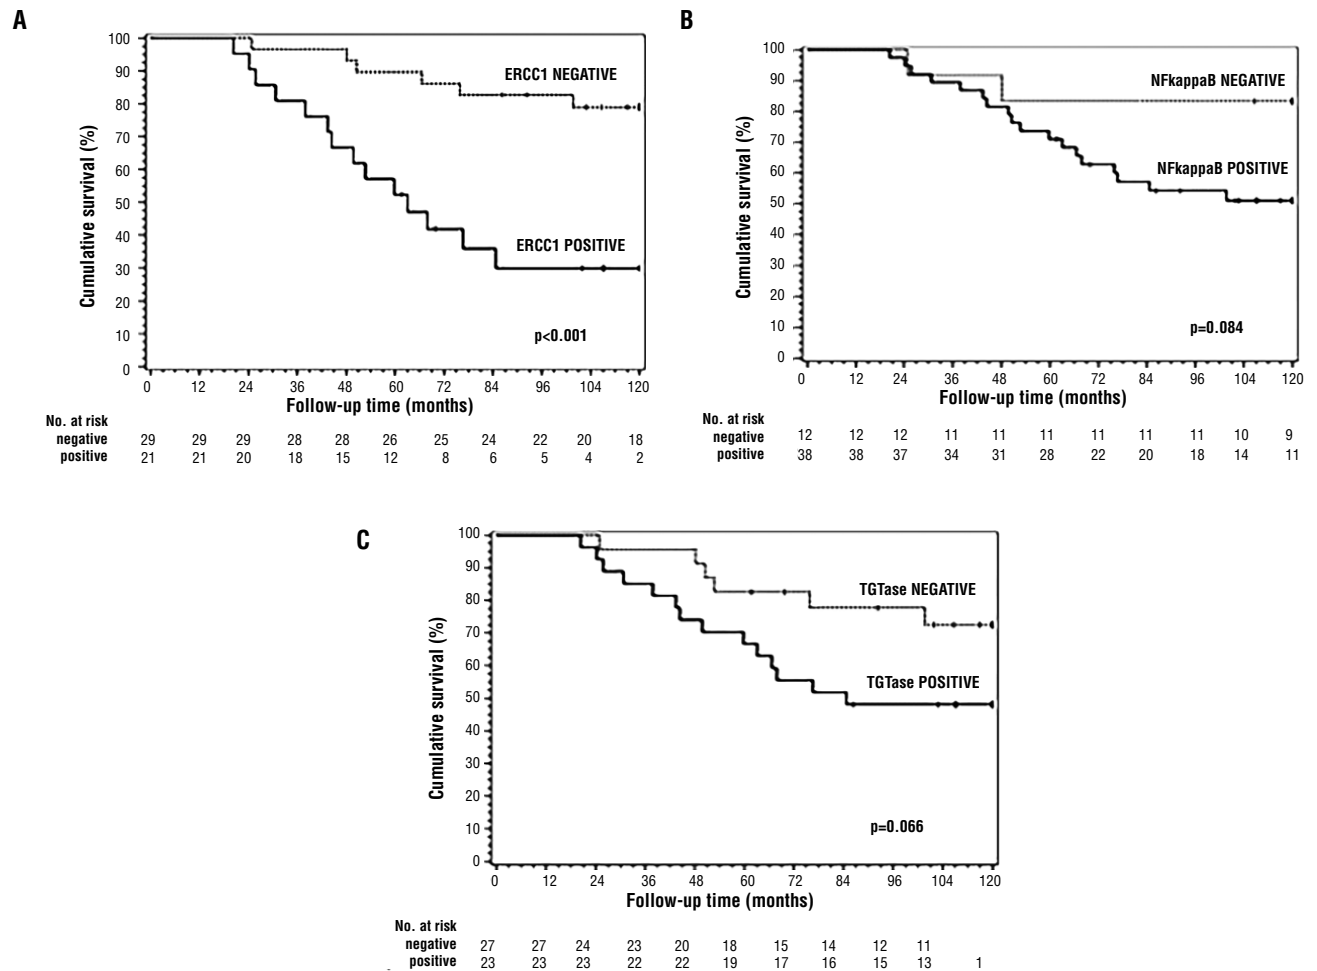 A
100
90
80
70
60
50
40
30
20
10
0
Cumulative survival (%)
ERCC1 NEGATIVE
ERCC1 POSITIVE
p<0.001
0 12 24 36 48 60 72 84 96 104 120
Follow-up time (months)
No. at risk
negative 29 29 29 28 28 26 25 24 22 20 18
positive 21 21 20 18 15 12 8 6 5 4 2
B
100
90
80
70
60
50
40
30
20
10
0
Cumulative survival (%)
NFkappaB NEGATIVE
NFkappaB POSITIVE
p=0.084
0 12 24 36 48 60 72 84 96 104 120
Follow-up time (months)
No. at risk
negative 12 12 12 11 11 11 11 11 11 10 9
positive 38 38 37 34 31 28 22 20 18 14 11
C
100
90
80
70
60
50
40
30
20
10
0
Cumulative survival (%)
TGTase NEGATIVE
TGTase POSITIVE
p=0.066
0 12 24 36 48 60 72 84 96 104 120
Follow-up time (months)
No. at risk
negative 27 27 24 23 20 18 15 14 12 11
positive 23 23 23 22 22 19 17 16 15 13 1